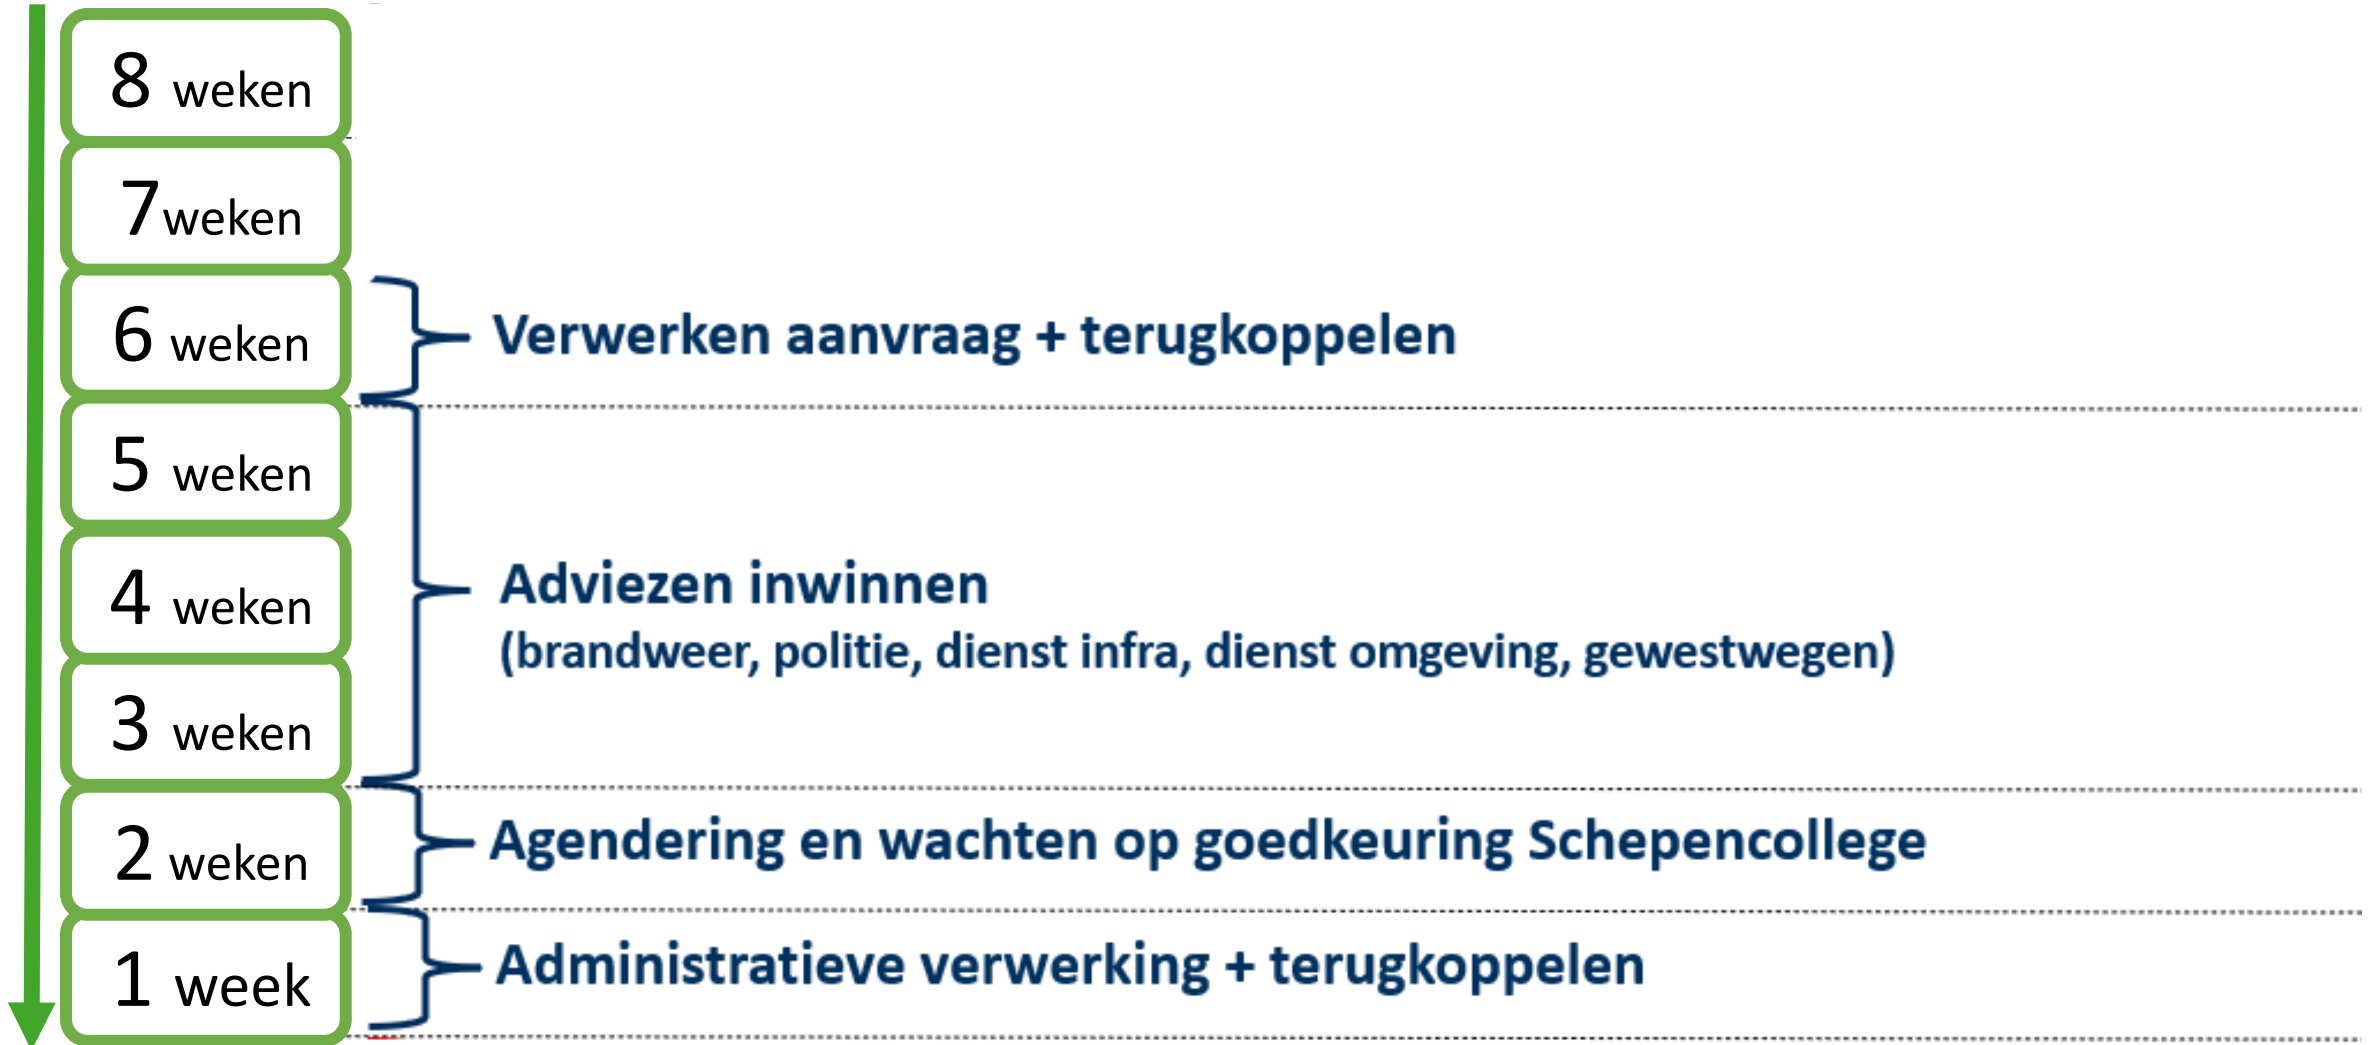 8 weken
7weken
6 weken
Verwerken aanvraag + terugkoppelen
5 weken
4 weken
Adviezen inwinnen
(brandweer, politie, dienst infra, dienst omgeving, gewestwegen)
3 weken
2 weken
Agendering en wachten op goedkeuring Schepencollege
1 week
Administratieve verwerking + terugkoppelen